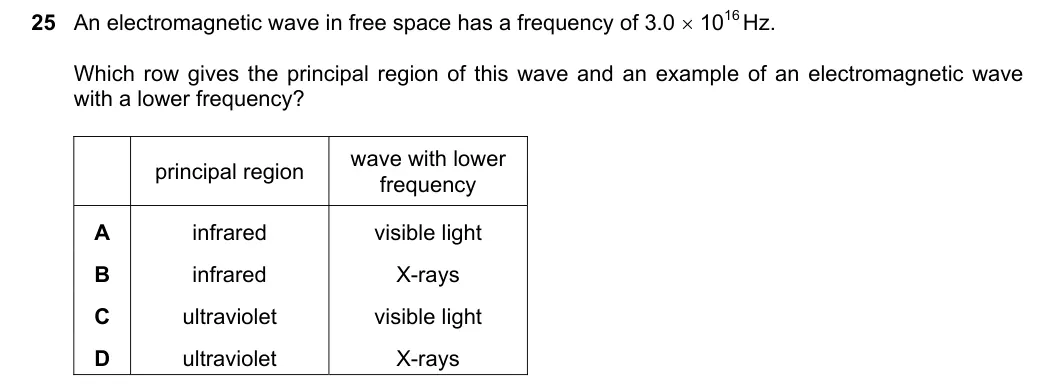 25 An electromagnetic wave in free space has a frequency of 3.0 × 10¹⁶ Hz.
Which row gives the principal region of this wave and an example of an electromagnetic wave
with a lower frequency?
principal region wave with lower
frequency
A infrared visible light
B infrared X-rays
C ultraviolet visible light
D ultraviolet X-rays